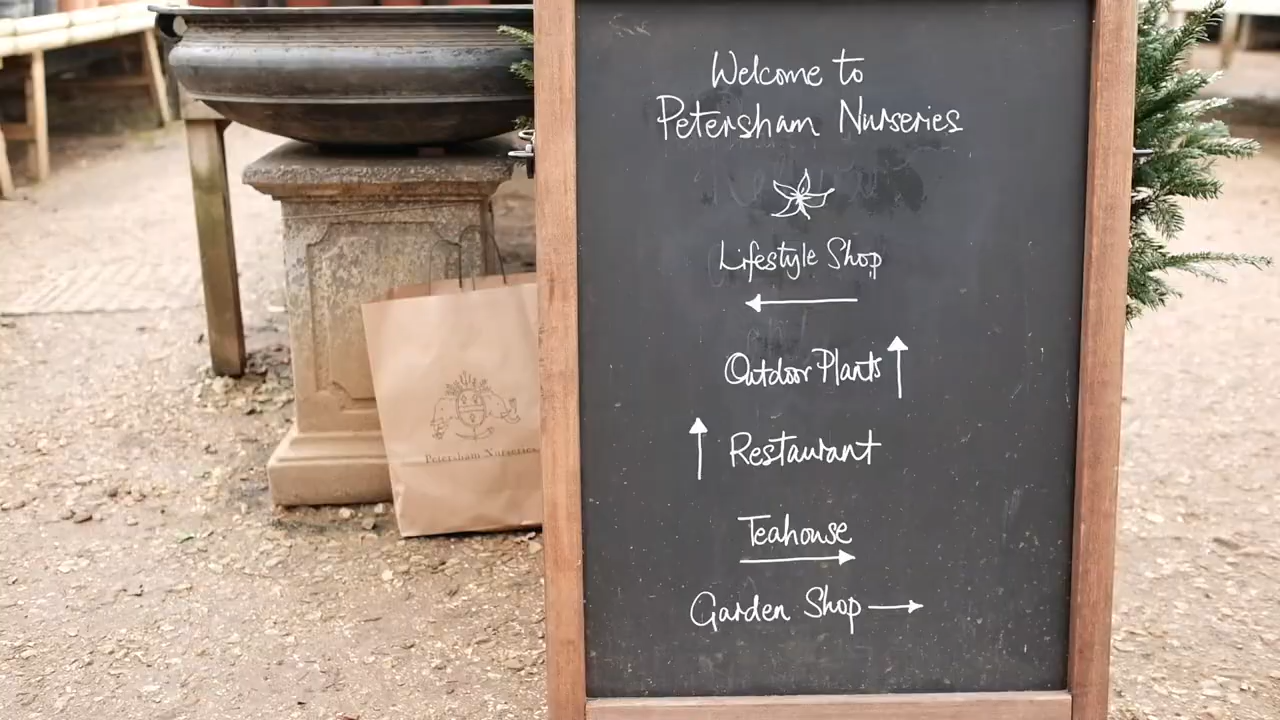 Welcome to
Petersham Nurseries
Lifestyle Shop
Outdoor Plants
Restaurant
Teahouse
Garden Shop
Petersham Nurseries